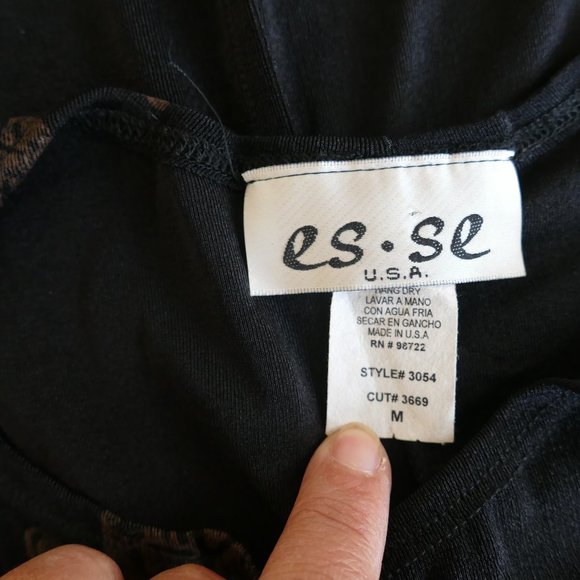 es·se
U.S.A.
HANG DRY
LAVAR A MANO
CON AGUA FRIA
SECAR EN GANCHO
MADE IN U.S.A
RN # 98722
STYLE# 3054
CUT# 3669
M